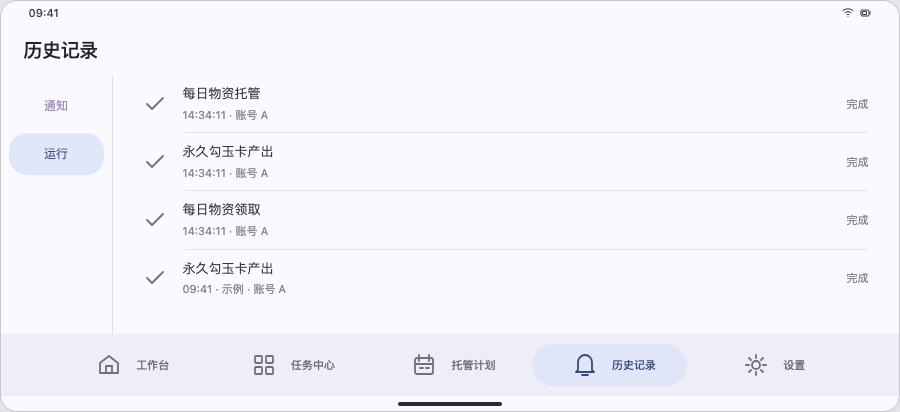 09:41
历史记录
通知
运行
每日物资托管
14:34:11 · 账号 A
完成
永久勾玉卡产出
14:34:11 · 账号 A
完成
每日物资领取
14:34:11 · 账号 A
完成
永久勾玉卡产出
09:41 · 示例 · 账号 A
完成
工作台
任务中心
托管计划
历史记录
设置